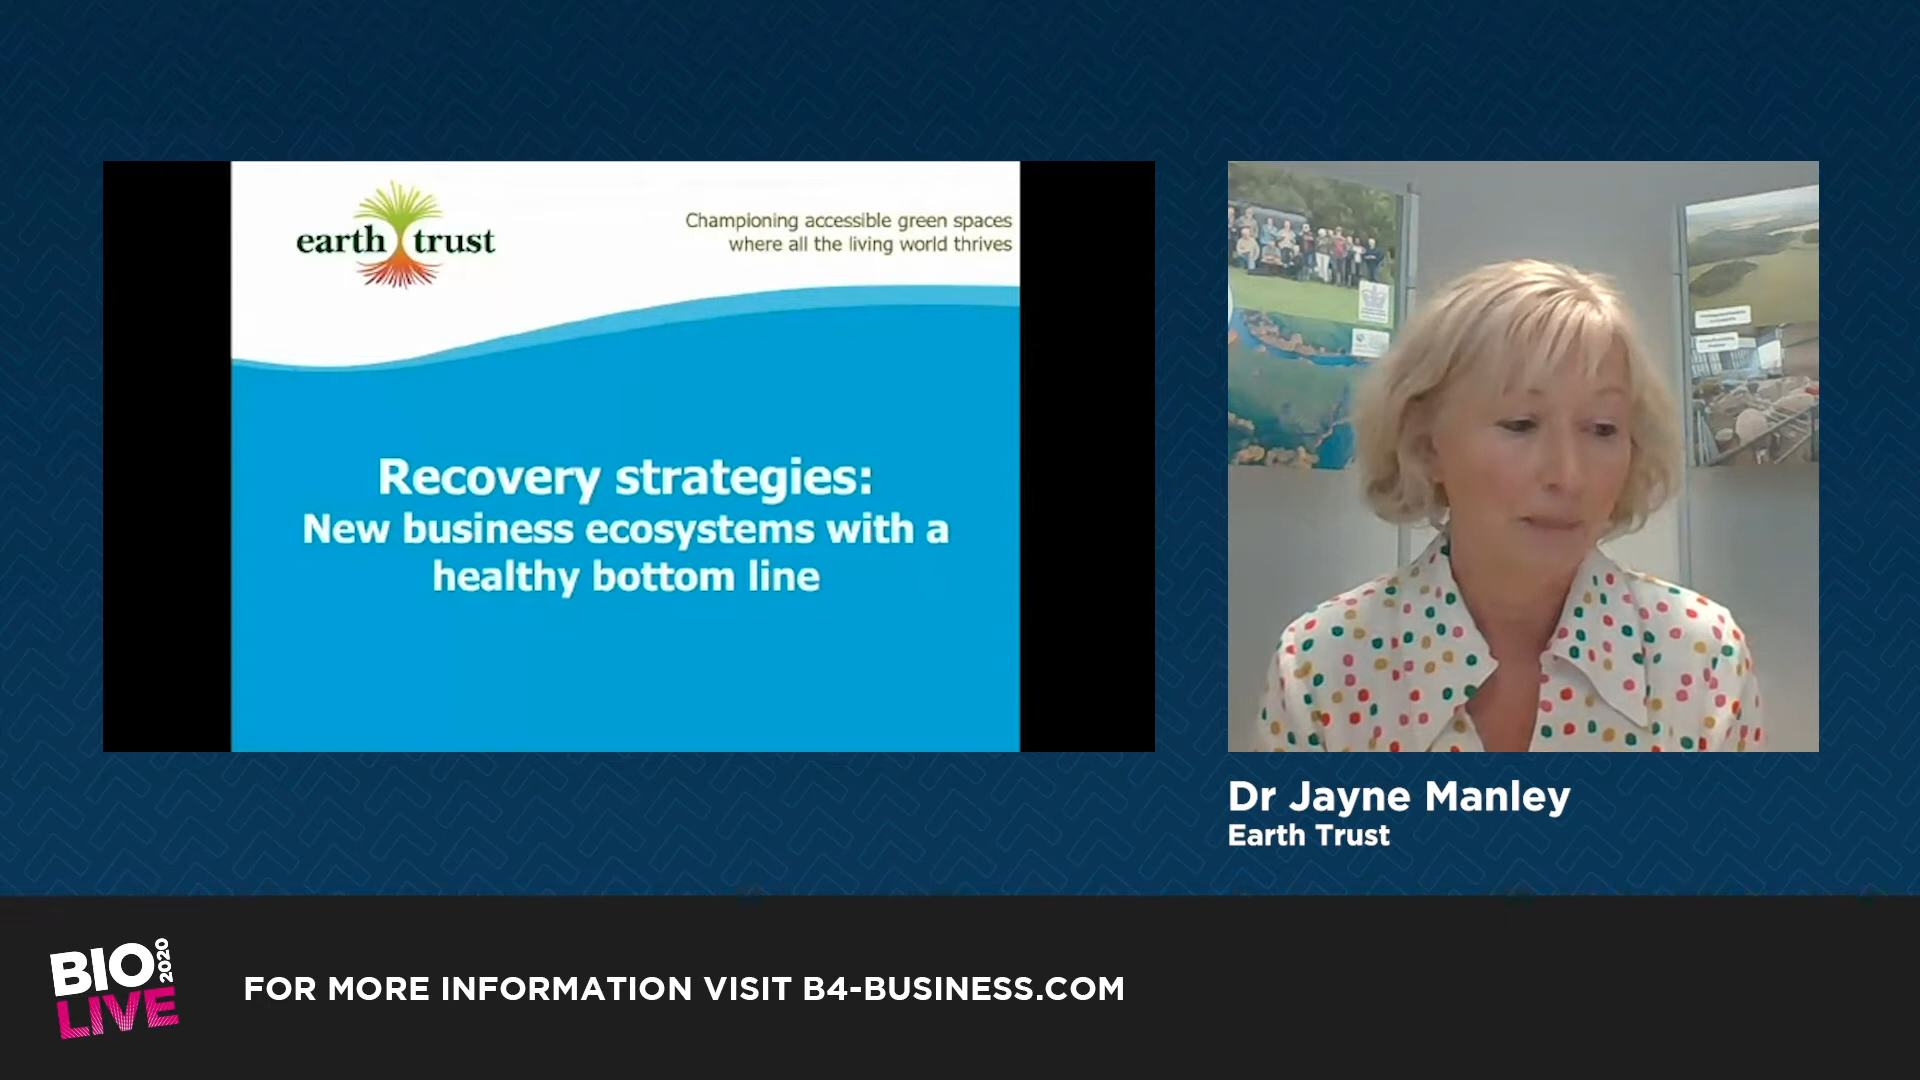 earth trust
Championing accessible green spaces
where all the living world thrives
Recovery strategies:
New business ecosystems with a
healthy bottom line
Dr Jayne Manley
Earth Trust
BIO 2020
LIVE
FOR MORE INFORMATION VISIT B4-BUSINESS.COM